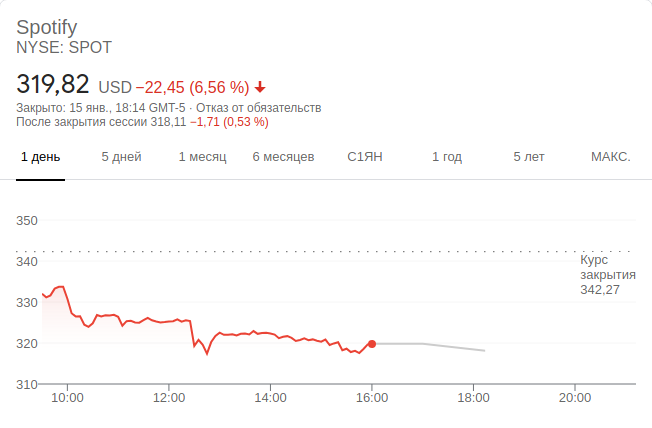 Spotify
NYSE: SPOT
319,82 USD −22,45 (6,56 %)
Закрыто: 15 янв., 18:14 GMT-5 · Отказ от обязательств
После закрытия сессии 318,11 −1,71 (0,53 %)
1 день 5 дней 1 месяц 6 месяцев С1ЯН 1 год 5 лет МАКС.
350
340
330
320
310
Курс
закрытия
342,27
10:00 12:00 14:00 16:00 18:00 20:00